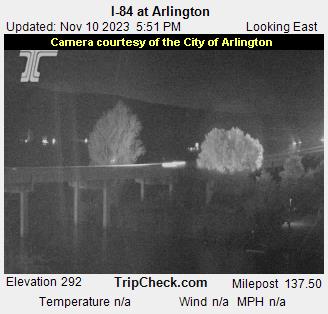 I-84 at Arlington
Updated: Nov 10 2023 5:51 PM Looking East
Camera courtesy of the City of Arlington
Elevation 292 TripCheck.com Milepost 137.50
Temperature n/a Wind n/a MPH n/a